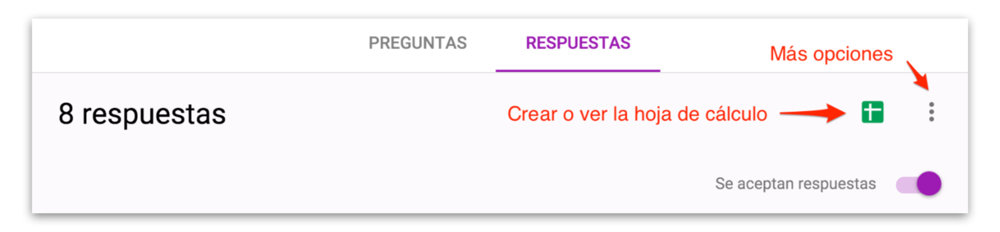 PREGUNTAS RESPUESTAS
Más opciones
8 respuestas
Crear o ver la hoja de cálculo
Se aceptan respuestas